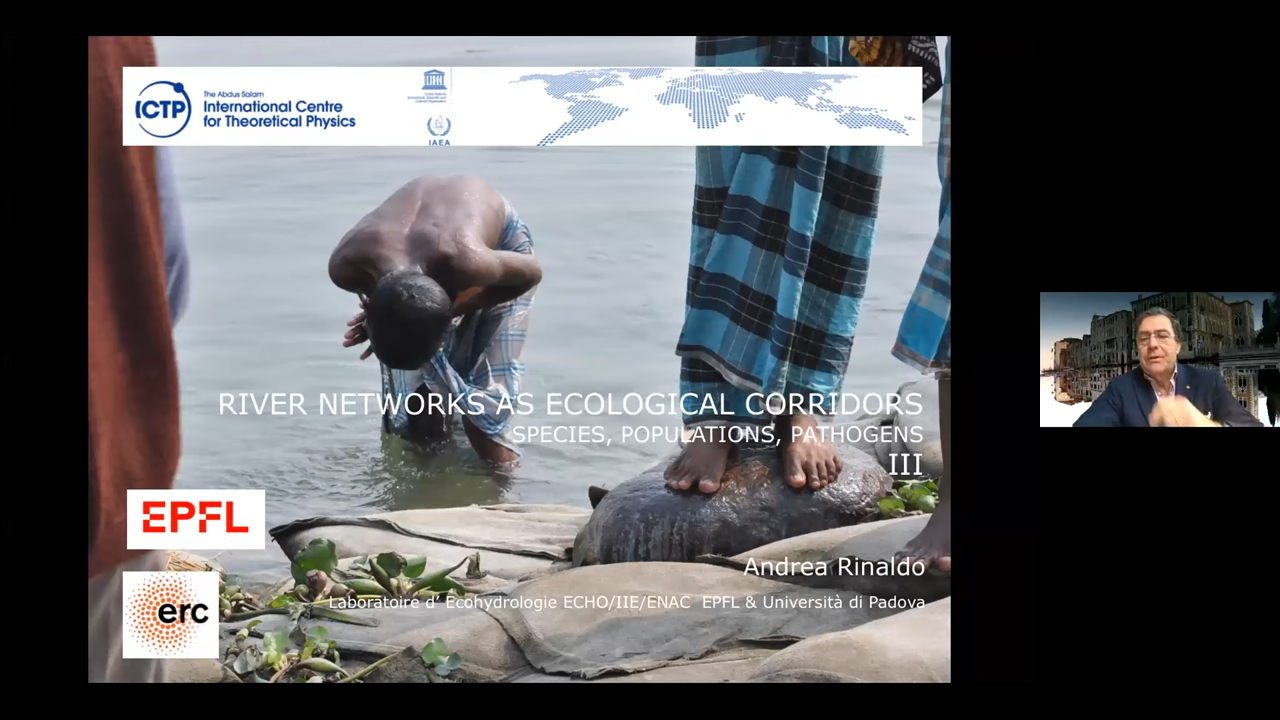 ICTP
The Abdus Salam
International Centre
for Theoretical Physics
IAEA
RIVER NETWORKS AS ECOLOGICAL CORRIDORS
SPECIES, POPULATIONS, PATHOGENS
III
EPFL
erc
Andrea Rinaldo
Laboratoire d’ Ecohydrologie ECHO/IIE/ENAC EPFL & Università di Padova